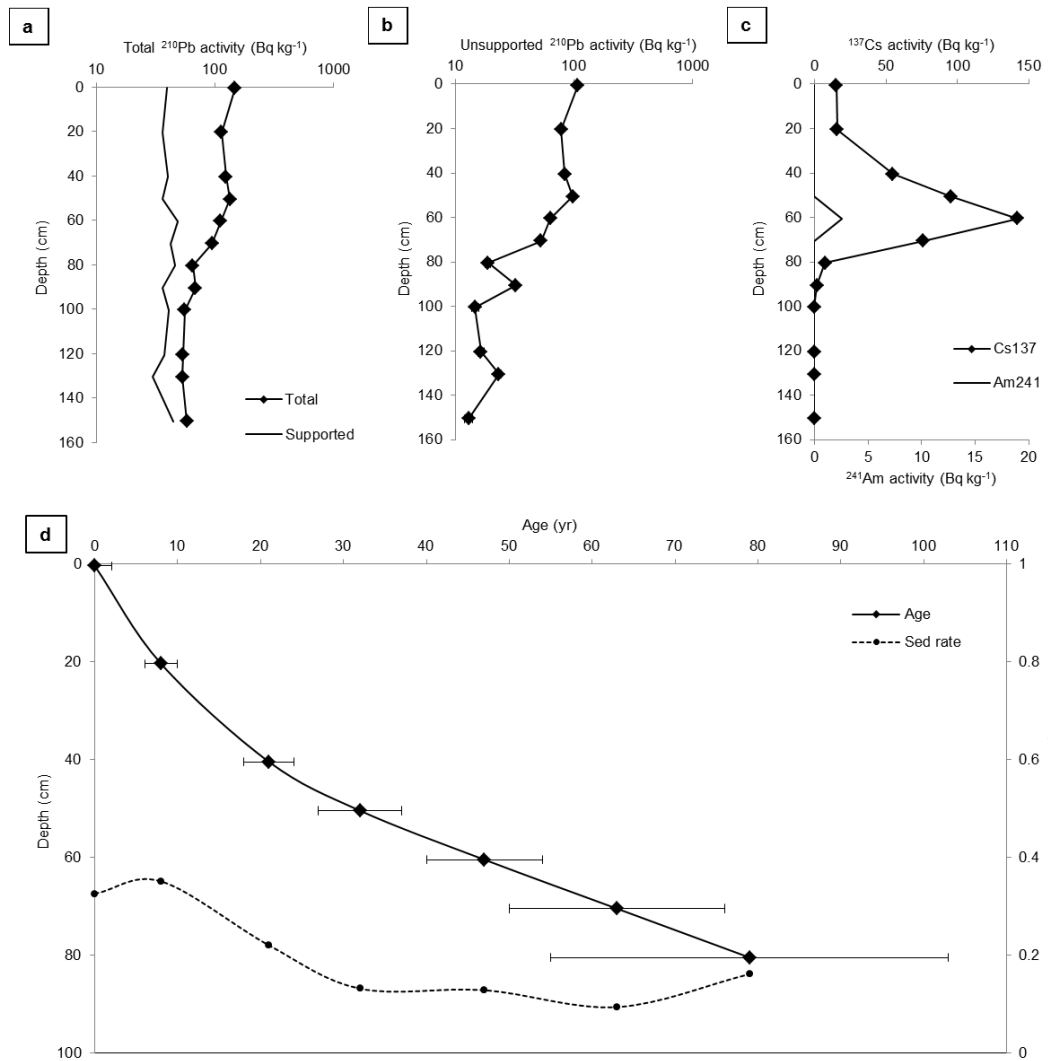 a
Total ²¹⁰Pb activity (Bq kg⁻¹)
10 100 1000
Depth (cm)
0
20
40
60
80
100
120
140
160
Total
Supported
b
Unsupported ²¹⁰Pb activity (Bq kg⁻¹)
10 100 1000
Depth (cm)
0
20
40
60
80
100
120
140
160
c
¹³⁷Cs activity (Bq kg⁻¹)
0 50 100 150
Depth (cm)
0
20
40
60
80
100
120
140
160
Cs137
Am241
0 5 10 15 20
²⁴¹Am activity (Bq kg⁻¹)
d
Age (yr)
0 10 20 30 40 50 60 70 80 90 100 110
Depth (cm)
0
20
40
60
80
100
Age
Sed rate
1
0.8
0.6
0.4
0.2
0